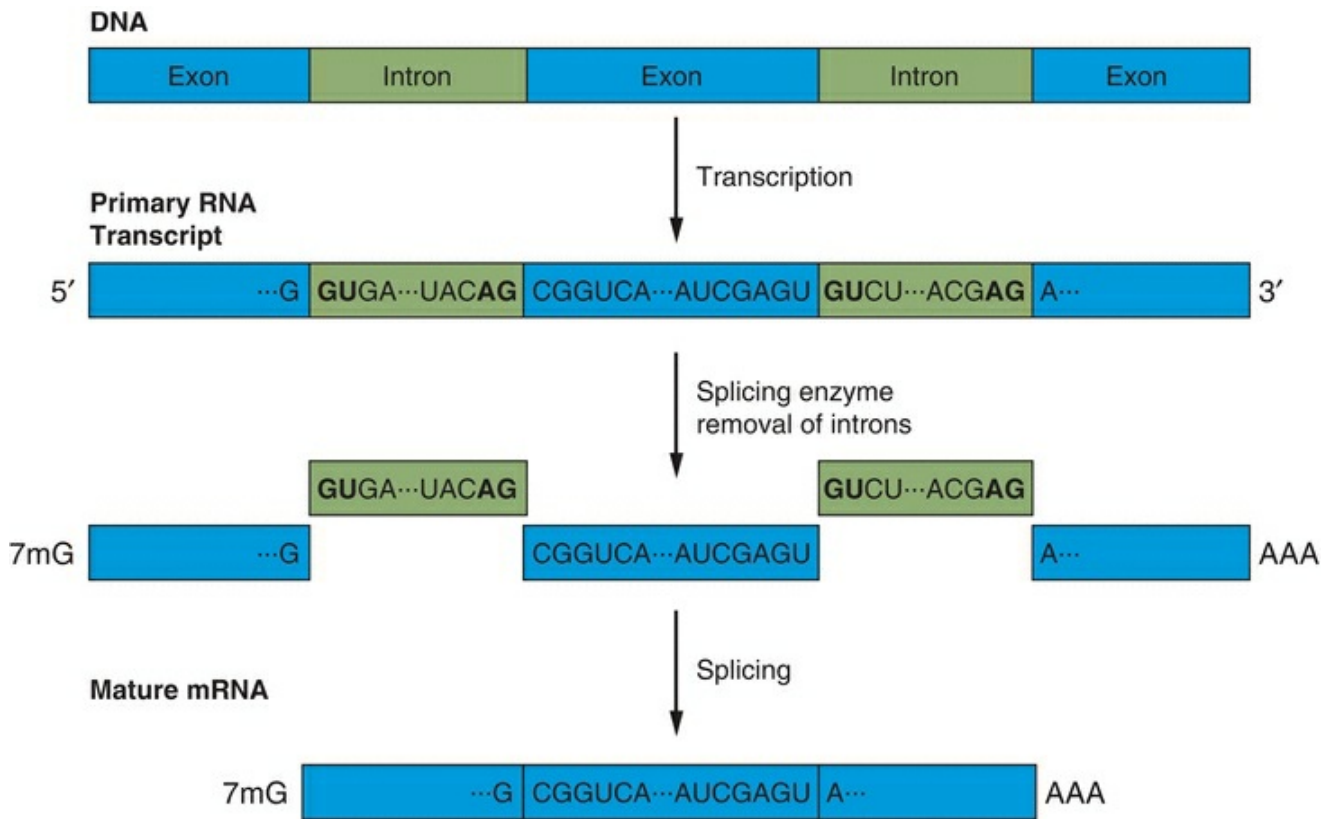 DNA
Exon Intron Exon Intron Exon
Transcription
Primary RNA
Transcript
5′ ···G GUGA···UACAG CGGUCA···AUCGAGU GUCU···ACGAG A··· 3′
Splicing enzyme
removal of introns
GUGA···UACAG GUCU···ACGAG
7mG ···G CGGUCA···AUCGAGU A··· AAA
Splicing
Mature mRNA
7mG ···G CGGUCA···AUCGAGU A··· AAA